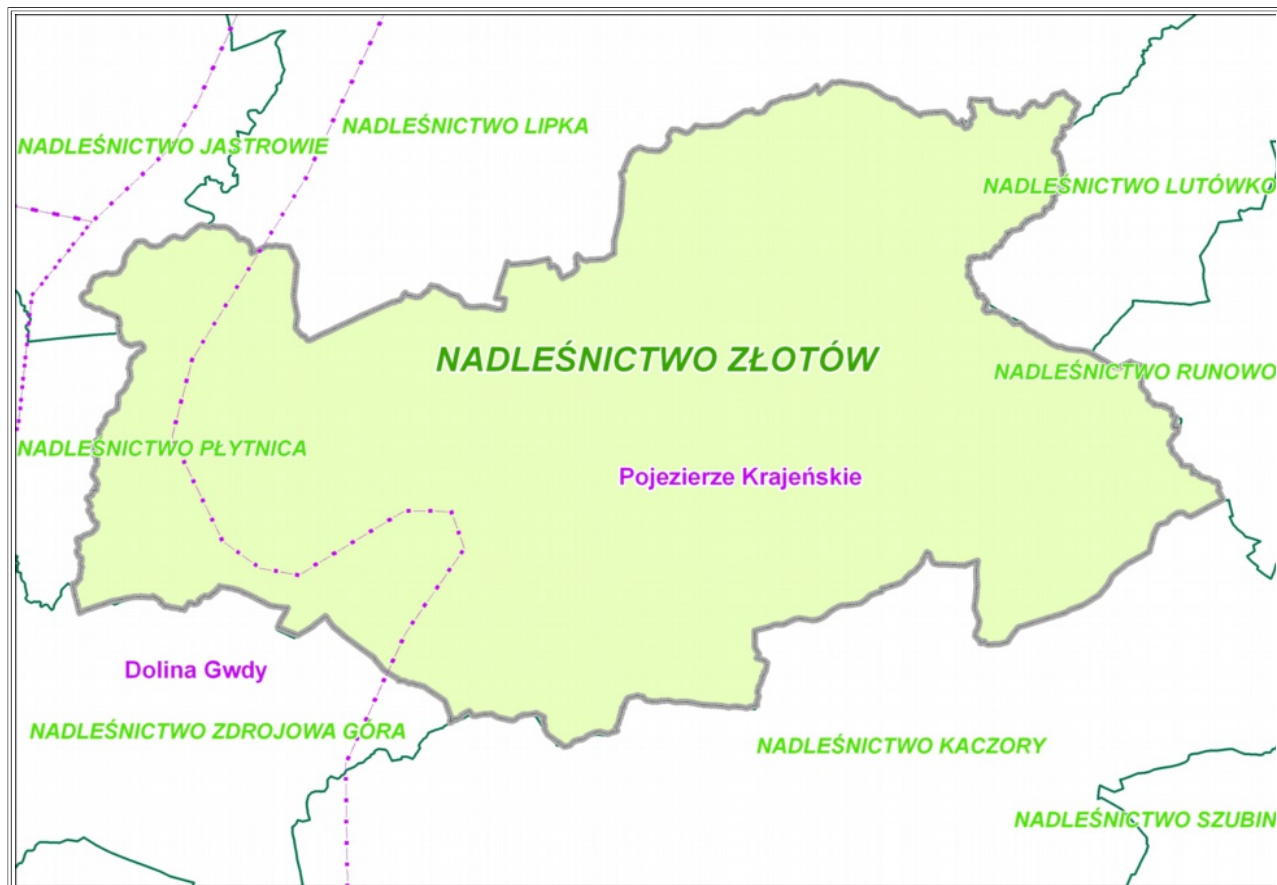 NADLEŚNICTWO LIPKA
NADLEŚNICTWO JASTROWIE
NADLEŚNICTWO LUTÓWKO
NADLEŚNICTWO ZŁOTÓW
NADLEŚNICTWO RUNOWO
NADLEŚNICTWO PŁYTNICA
Pojezierze Krajeńskie
Dolina Gwdy
NADLEŚNICTWO ZDROJOWA GÓRA
NADLEŚNICTWO KACZORY
NADLEŚNICTWO SZUBIN